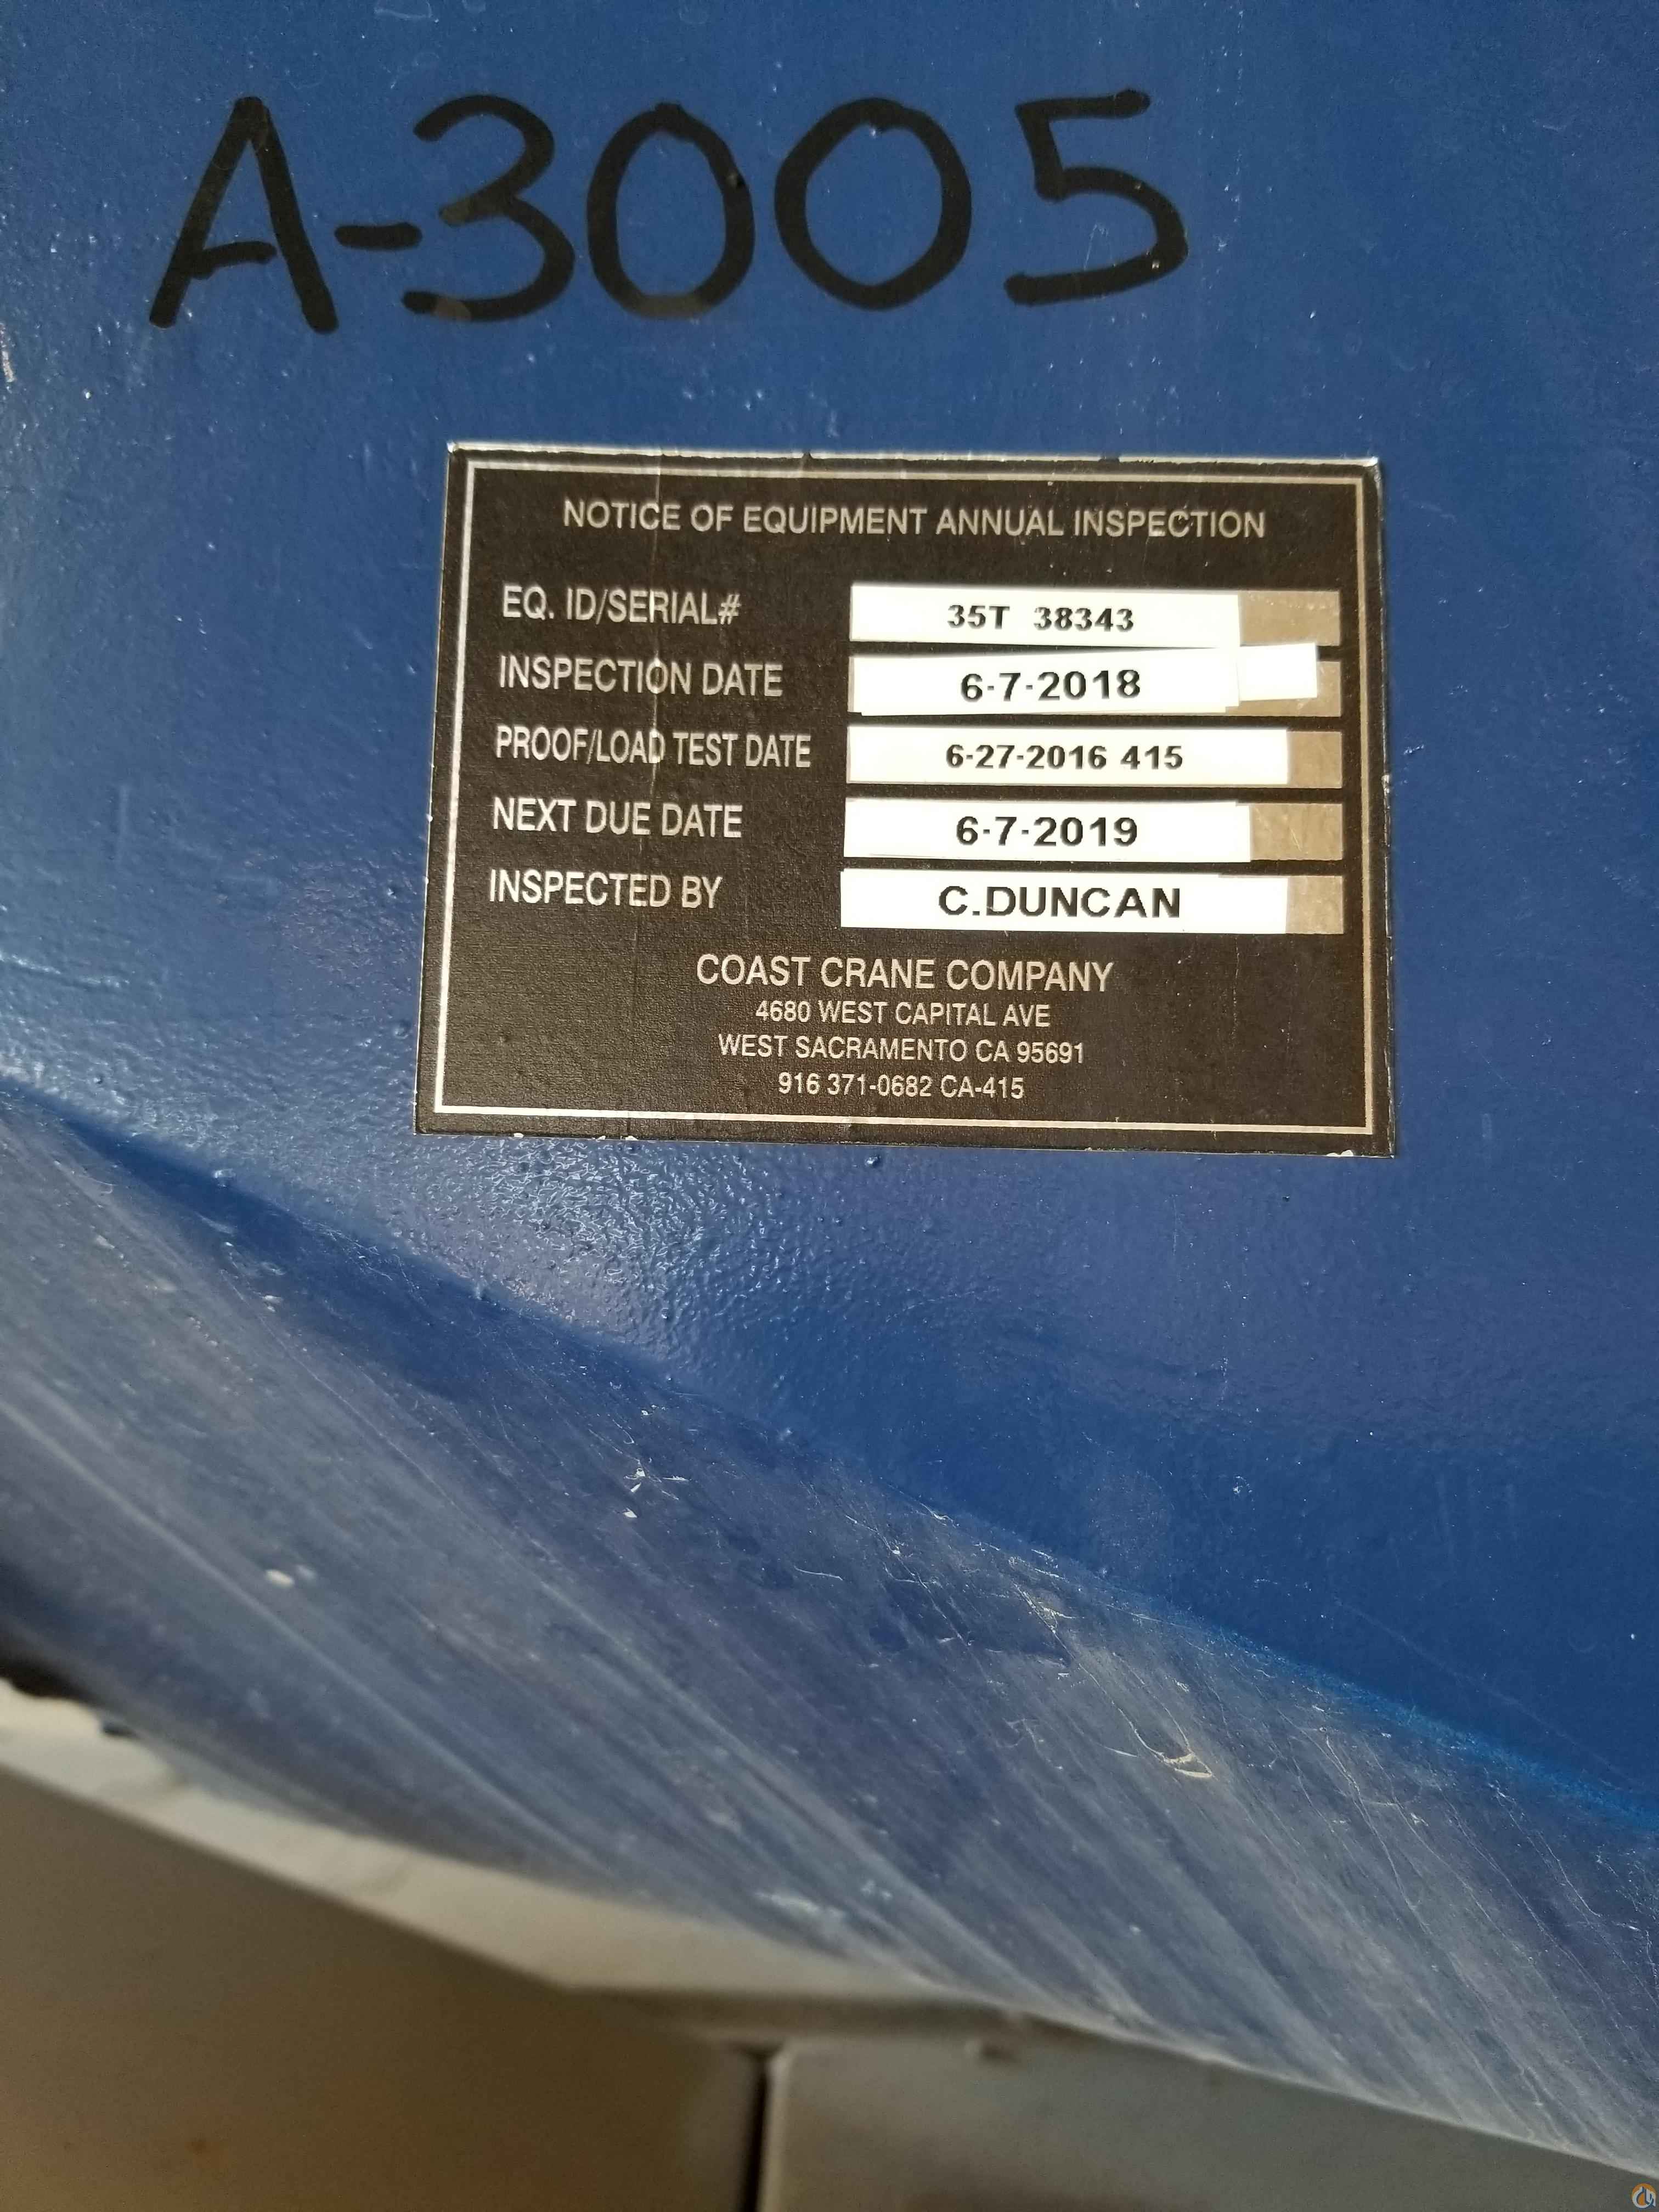 A-3005
NOTICE OF EQUIPMENT ANNUAL INSPECTION
EQ. ID/SERIAL# 35T 38343
INSPECTION DATE 6-7-2018
PROOF/LOAD TEST DATE 6-27-2016 415
NEXT DUE DATE 6-7-2019
INSPECTED BY C.DUNCAN
COAST CRANE COMPANY
4680 WEST CAPITAL AVE
WEST SACRAMENTO CA 95691
916 371-0682 CA-415